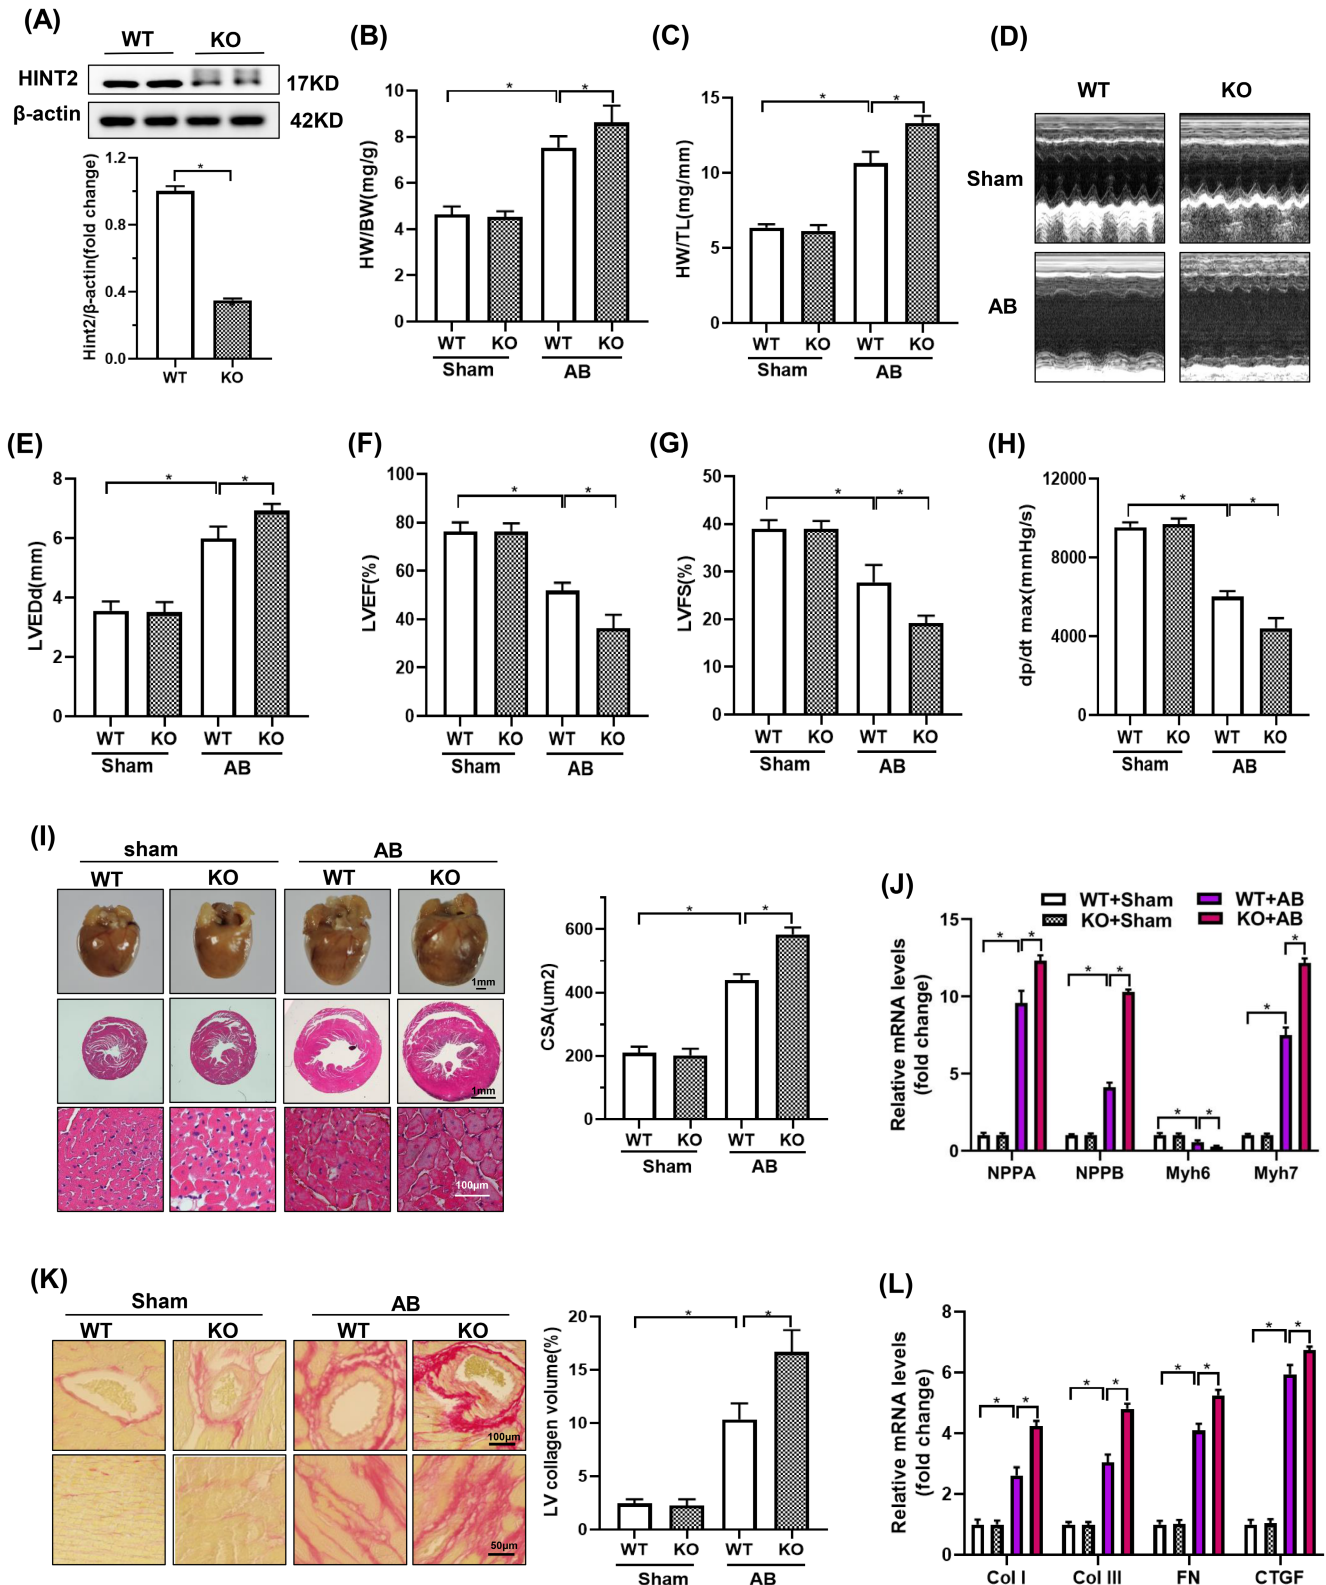 (A)
WT KO
HINT2 17KD
β-actin 42KD
Hint2/β-actin(fold change)
1.2
0.8
0.4
0.0
*
WT KO
(B)
HW/BW(mg/g)
10
8
6
4
2
0
* *
WT KO WT KO
Sham AB
(C)
HW/TL(mg/mm)
15
10
5
0
* *
WT KO WT KO
Sham AB
(D)
WT KO
Sham
AB
(E)
LVEDd(mm)
8
6
4
2
0
* *
WT KO WT KO
Sham AB
(F)
LVEF(%)
100
80
60
40
20
0
* *
WT KO WT KO
Sham AB
(G)
LVFS(%)
50
40
30
20
10
0
* *
WT KO WT KO
Sham AB
(H)
dp/dt max(mmHg/s)
12000
8000
4000
0
* *
WT KO WT KO
Sham AB
(I)
sham AB
WT KO WT KO
1mm
1mm
100μm
CSA(um2)
600
400
200
0
* *
WT KO WT KO
Sham AB
(J)
WT+Sham WT+AB
KO+Sham KO+AB
Relative mRNA levels
(fold change)
15
10
5
0
* * * * * * * *
NPPA NPPB Myh6 Myh7
(K)
Sham AB
WT KO WT KO
100μm
50μm
LV collagen volume(%)
20
15
10
5
0
* *
WT KO WT KO
Sham AB
(L)
Relative mRNA levels
(fold change)
8
6
4
2
0
* * * * * * * *
Col I Col III FN CTGF